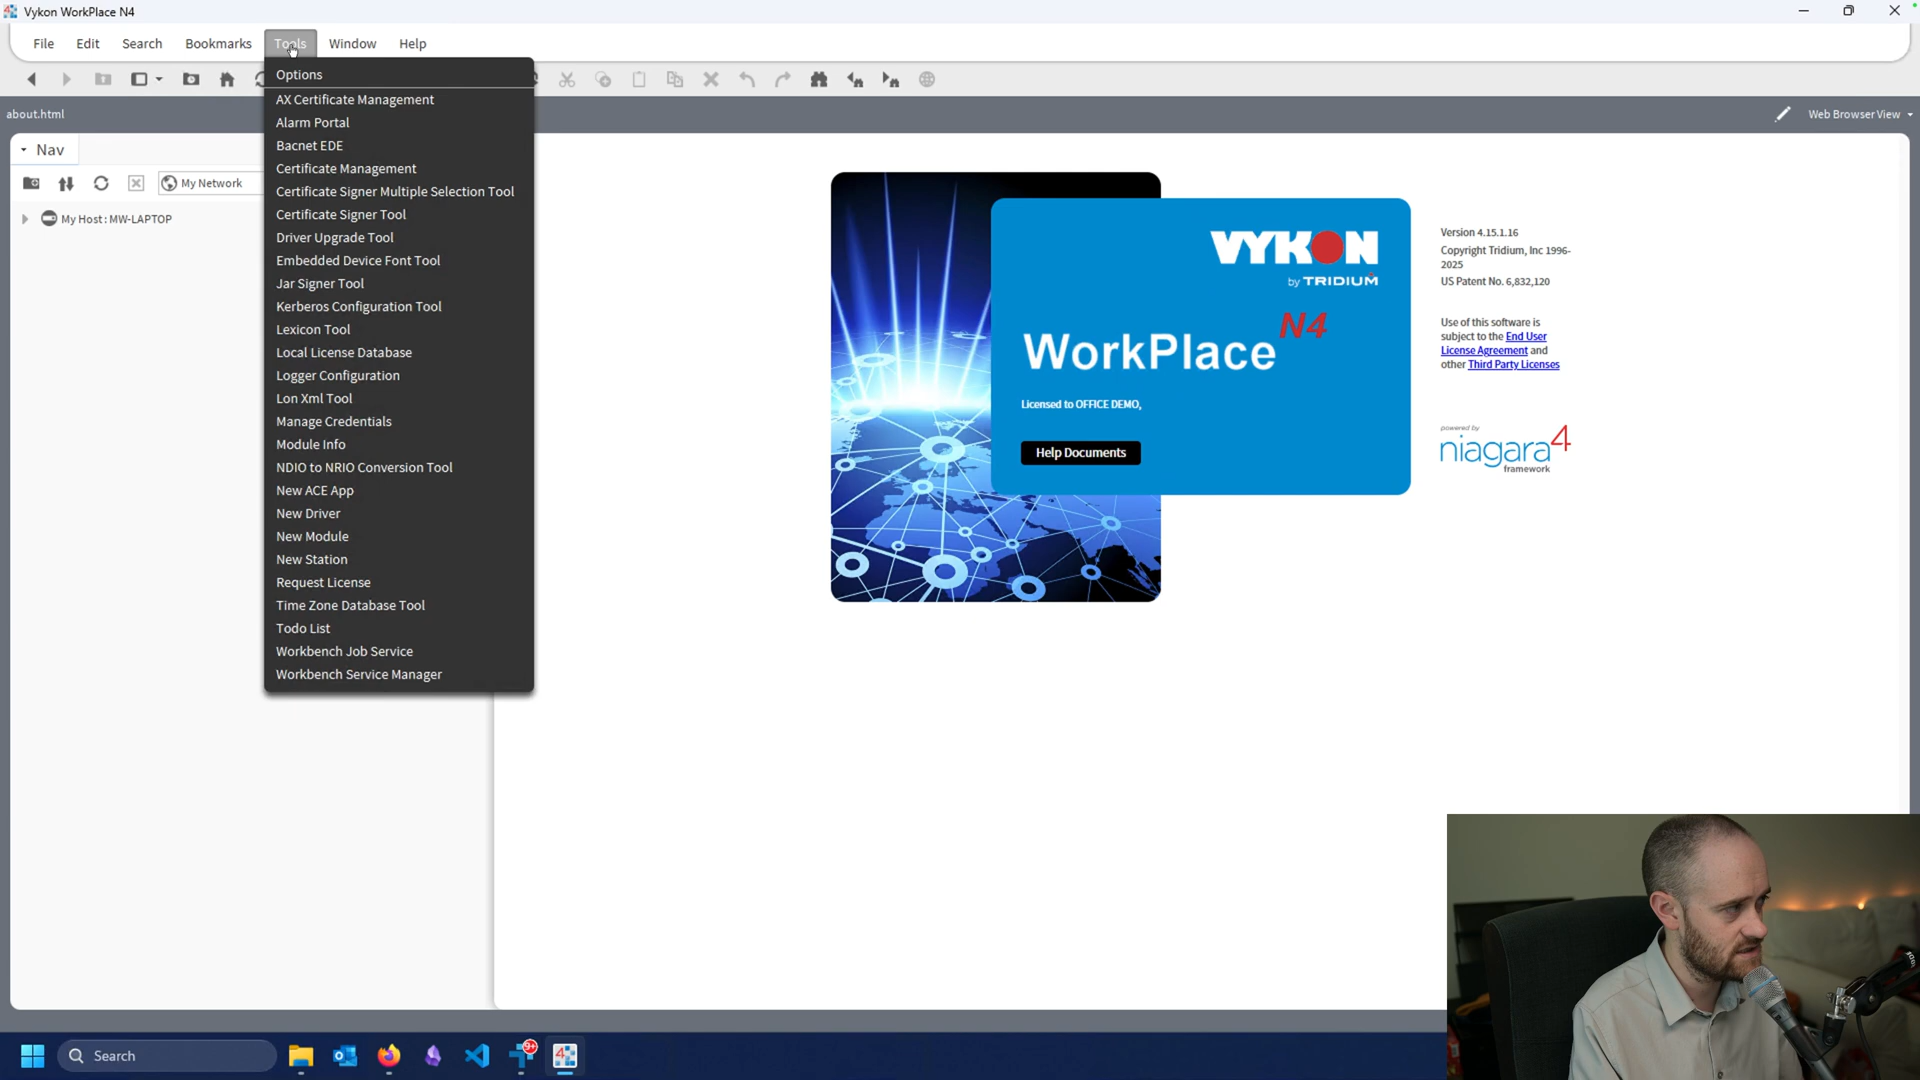 Vykon WorkPlace N4
File Edit Search Bookmarks Tools Window Help
about.html
Web Browser View
Nav
My Network
My Host : MW-LAPTOP
Options
AX Certificate Management
Alarm Portal
Bacnet EDE
Certificate Management
Certificate Signer Multiple Selection Tool
Certificate Signer Tool
Driver Upgrade Tool
Embedded Device Font Tool
Jar Signer Tool
Kerberos Configuration Tool
Lexicon Tool
Local License Database
Logger Configuration
Lon Xml Tool
Manage Credentials
Module Info
NDIO to NRIO Conversion Tool
New ACE App
New Driver
New Module
New Station
Request License
Time Zone Database Tool
Todo List
Workbench Job Service
Workbench Service Manager
VYKON
by TRIDIUM
WorkPlace N4
Licensed to OFFICE DEMO,
Help Documents
Version 4.15.1.16
Copyright Tridium, Inc 1996-
2025
US Patent No. 6,832,120
Use of this software is
subject to the End User
License Agreement and
other Third Party Licenses
powered by
niagara4
framework
Search
9+
4